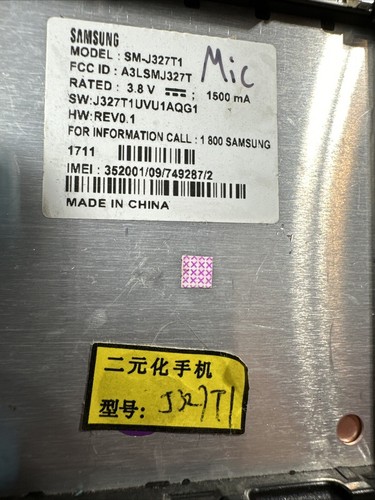 SAMSUNG
MODEL : SM-J327T1
FCC ID : A3LSMJ327T
Mic
RATED : 3.8 V ⎓ ; 1500 mA
SW:J327T1UVU1AQG1
HW:REV0.1
FOR INFORMATION CALL : 1 800 SAMSUNG
1711
IMEI : 352001/09/749287/2
MADE IN CHINA
二元化手机
型号: J327T1